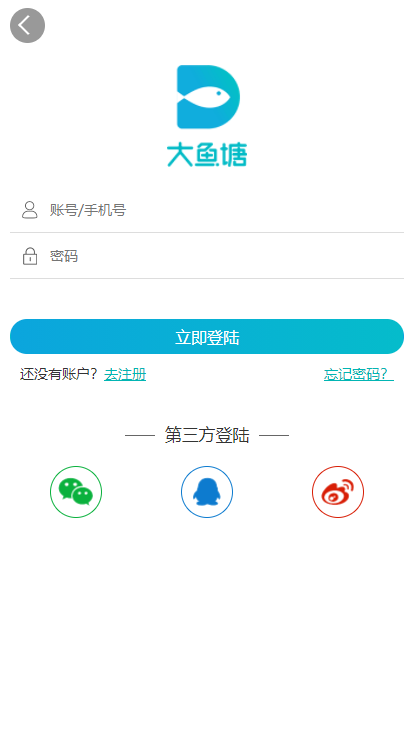 大鱼塘
账号/手机号
密码
立即登陆
还没有账户？去注册 忘记密码？
第三方登陆